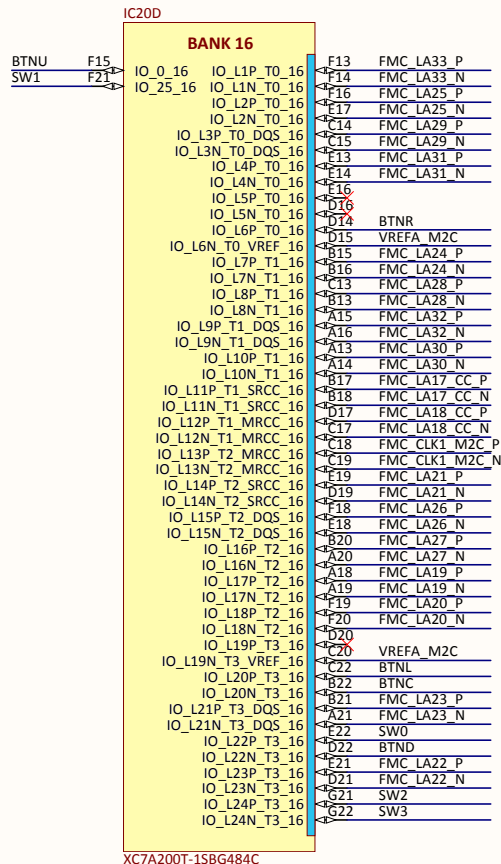 IC20D
BANK 16
BTNU F15 IO_0_16 IO_L1P_T0_16 F13 FMC_LA33_P
SW1 F21 IO_25_16 IO_L1N_T0_16 F14 FMC_LA33_N
IO_L2P_T0_16 F16 FMC_LA25_P
IO_L2N_T0_16 E17 FMC_LA25_N
IO_L3P_T0_DQS_16 C14 FMC_LA29_P
IO_L3N_T0_DQS_16 C15 FMC_LA29_N
IO_L4P_T0_16 E13 FMC_LA31_P
IO_L4N_T0_16 E14 FMC_LA31_N
IO_L5P_T0_16 E16
IO_L5N_T0_16 D16
IO_L6P_T0_16 D14 BTNR
IO_L6N_T0_VREF_16 D15 VREFA_M2C
IO_L7P_T1_16 B15 FMC_LA24_P
IO_L7N_T1_16 B16 FMC_LA24_N
IO_L8P_T1_16 C13 FMC_LA28_P
IO_L8N_T1_16 B13 FMC_LA28_N
IO_L9P_T1_DQS_16 A15 FMC_LA32_P
IO_L9N_T1_DQS_16 A16 FMC_LA32_N
IO_L10P_T1_16 A13 FMC_LA30_P
IO_L10N_T1_16 A14 FMC_LA30_N
IO_L11P_T1_SRCC_16 B17 FMC_LA17_CC_P
IO_L11N_T1_SRCC_16 B18 FMC_LA17_CC_N
IO_L12P_T1_MRCC_16 D17 FMC_LA18_CC_P
IO_L12N_T1_MRCC_16 C17 FMC_LA18_CC_N
IO_L13P_T2_MRCC_16 C18 FMC_CLK1_M2C_P
IO_L13N_T2_MRCC_16 C19 FMC_CLK1_M2C_N
IO_L14P_T2_SRCC_16 E19 FMC_LA21_P
IO_L14N_T2_SRCC_16 D19 FMC_LA21_N
IO_L15P_T2_DQS_16 F18 FMC_LA26_P
IO_L15N_T2_DQS_16 E18 FMC_LA26_N
IO_L16P_T2_16 B20 FMC_LA27_P
IO_L16N_T2_16 A20 FMC_LA27_N
IO_L17P_T2_16 A18 FMC_LA19_P
IO_L17N_T2_16 A19 FMC_LA19_N
IO_L18P_T2_16 F19 FMC_LA20_P
IO_L18N_T2_16 F20 FMC_LA20_N
IO_L19P_T3_16 D20
IO_L19N_T3_VREF_16 C20 VREFA_M2C
IO_L20P_T3_16 C22 BTNL
IO_L20N_T3_16 B22 BTNC
IO_L21P_T3_DQS_16 B21 FMC_LA23_P
IO_L21N_T3_DQS_16 A21 FMC_LA23_N
IO_L22P_T3_16 E22 SW0
IO_L22N_T3_16 D22 BTND
IO_L23P_T3_16 E21 FMC_LA22_P
IO_L23N_T3_16 D21 FMC_LA22_N
IO_L24P_T3_16 G21 SW2
IO_L24N_T3_16 G22 SW3
XC7A200T-1SBG484C